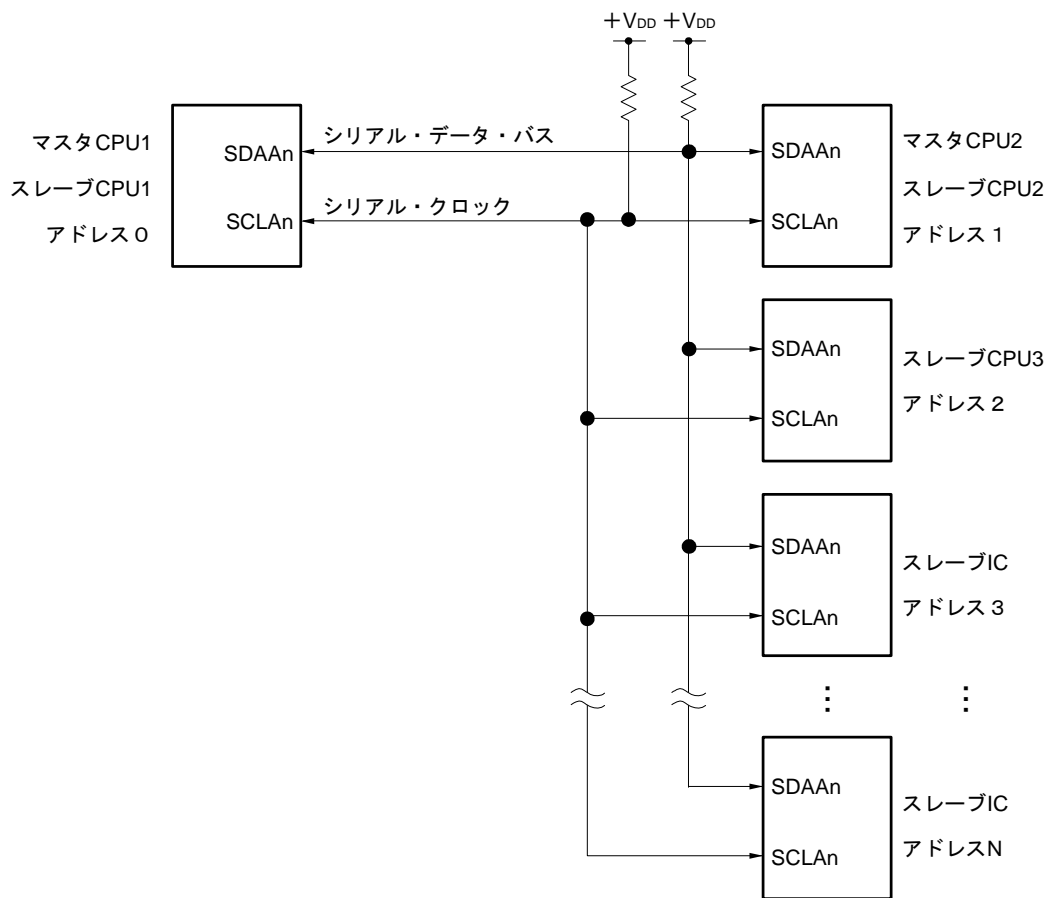 +VDD +VDD
マスタCPU1
スレーブCPU1
アドレス0
SDAAn
SCLAn
シリアル・データ・バス
シリアル・クロック
SDAAn
SCLAn
マスタCPU2
スレーブCPU2
アドレス1
SDAAn
SCLAn
スレーブCPU3
アドレス2
SDAAn
SCLAn
スレーブIC
アドレス3
SDAAn
SCLAn
スレーブIC
アドレスN